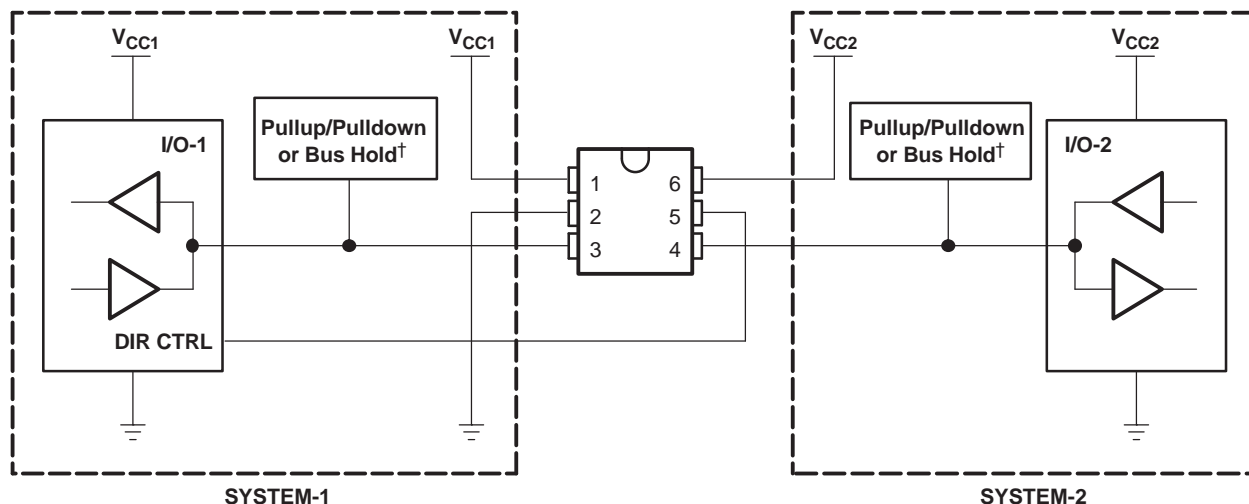 VCC1
VCC1
I/O-1
Pullup/Pulldown
or Bus Hold†
DIR CTRL
1
2
3
6
5
4
VCC2
VCC2
Pullup/Pulldown
or Bus Hold†
I/O-2
SYSTEM-1
SYSTEM-2